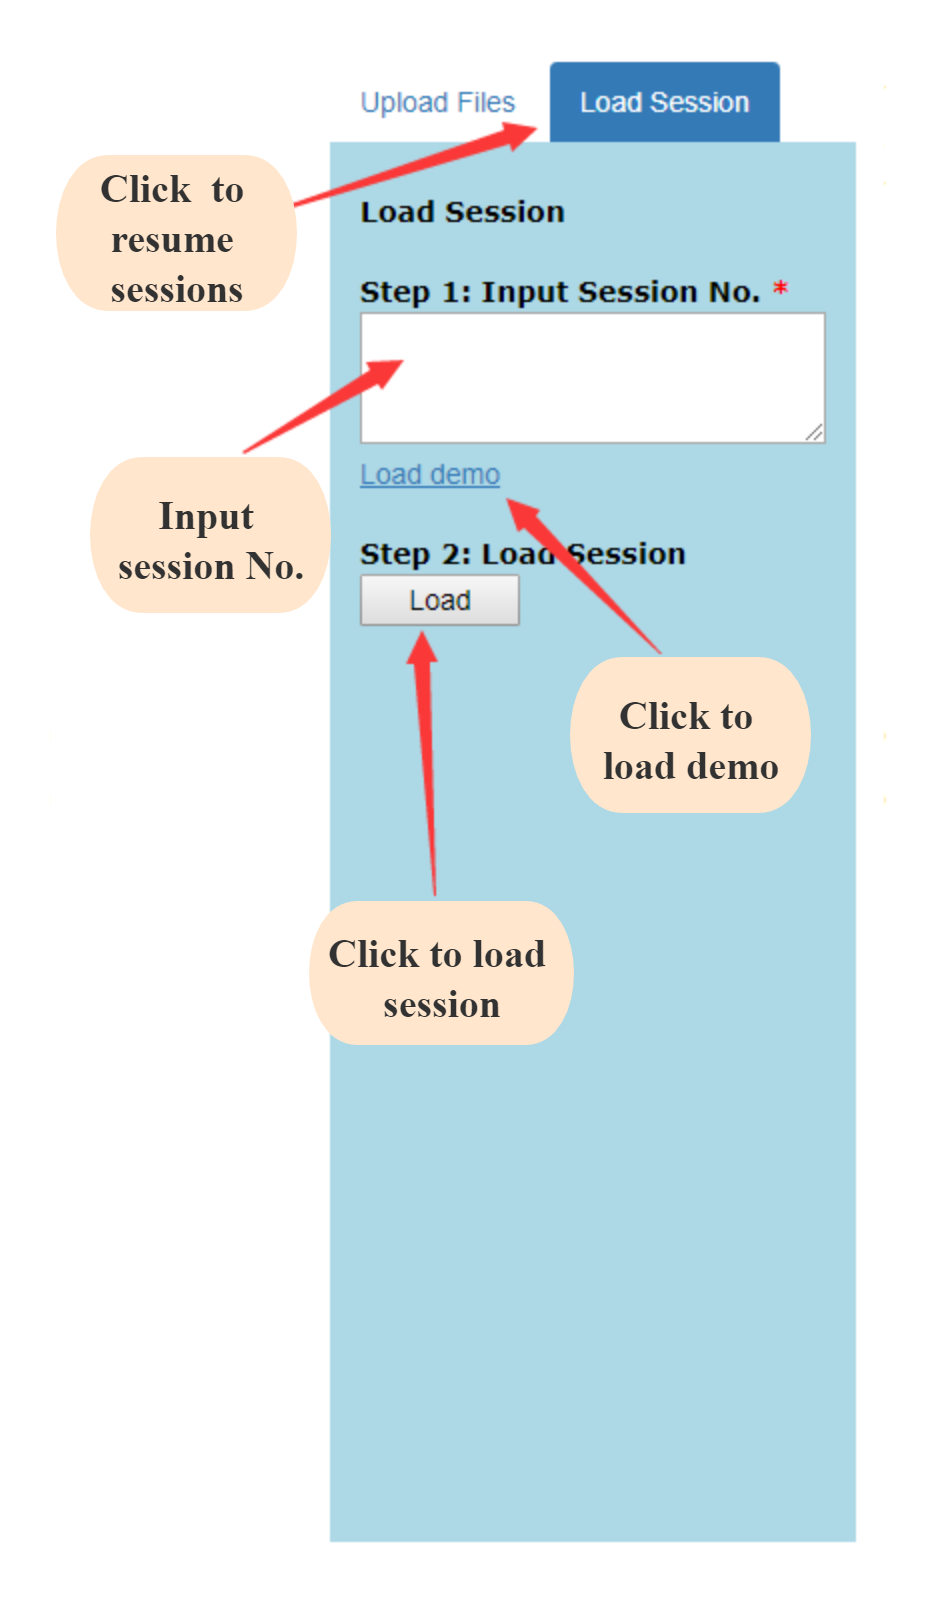 Upload Files Load Session
Click to
resume
sessions
Load Session
Step 1: Input Session No. *
Input
session No.
Load demo
Step 2: Load Session
Load
Click to
load demo
Click to load
session